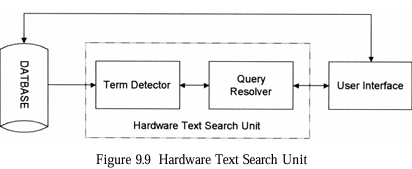 DATBASE
Term Detector
Query
Resolver
User Interface
Hardware Text Search Unit
Figure 9.9 Hardware Text Search Unit